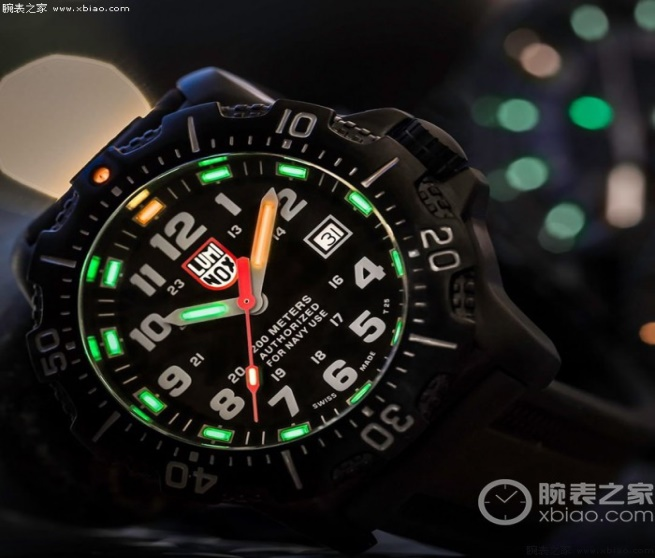 腕表之家 www.xbiao.com
10
20
30
40
50
12
1
2
4
5
6
7
8
9
10
11
13
14
16
17
18
19
20
21
23
31
LUMI
NOX
200 METERS
AUTHORIZED
FOR NAVY USE
SWISS MADE T25
腕表之家
xbiao.com